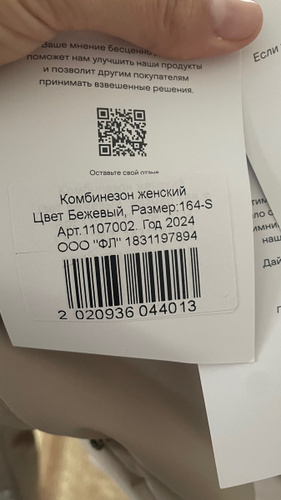 Ваше мнение бесценно
поможет нам улучшить наши продукты
и позволит другим покупателям
принимать взвешенные решения.
Оставьте свой отзыв
Комбинезон женский
Цвет Бежевый, Размер:164-S
Арт.1107002. Год 2024
ООО "ФЛ" 1831197894
2 020936 044013
Если
наш
Дай